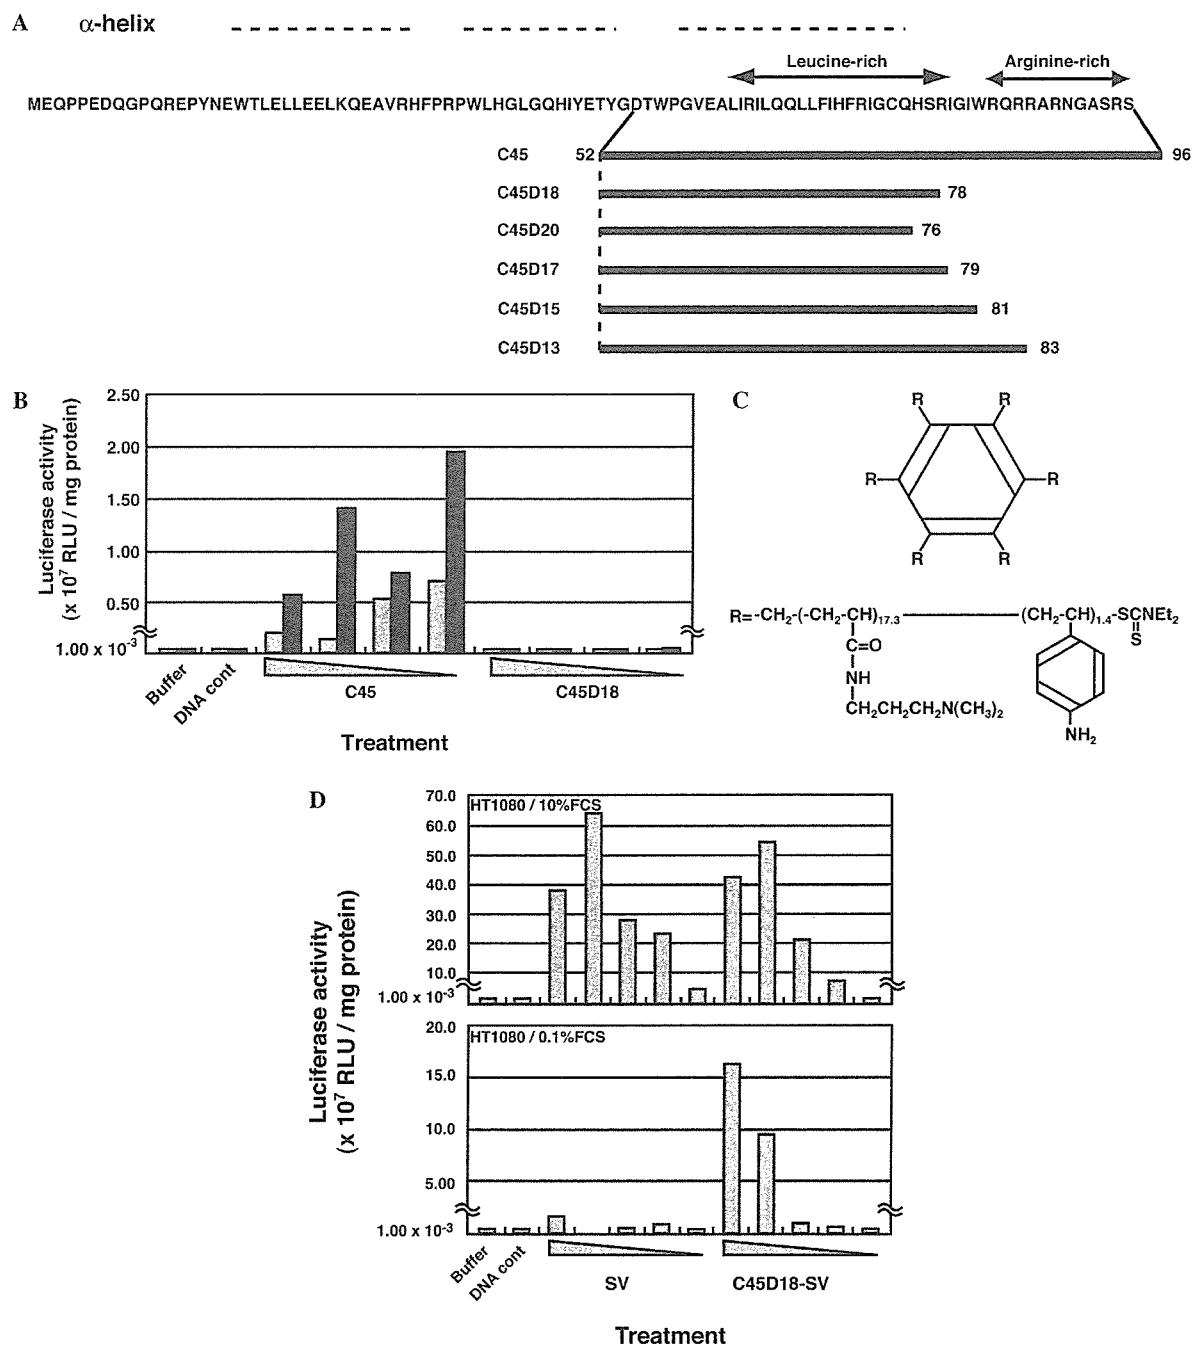 A α-helix
Leucine-rich Arginine-rich
MEQPPEDQGPQREPYNEWTLELLEELKQEAVRHFPRPWLHGLGQHIYETYGDTWPGVEALIRILQQLLFIHFRIGCQHSRIGIWRQRRARNGASRS
C45 52 96
C45D18 78
C45D20 76
C45D17 79
C45D15 81
C45D13 83
B
Luciferase activity
(x 10⁷ RLU / mg protein)
2.50
2.00
1.50
1.00
0.50
1.00 x 10⁻³
Buffer
DNA cont
C45
C45D18
Treatment
C
R R
R R
R R
R=-CH₂-(-CH₂-CH)₁₇.₃ (CH₂-CH)₁.₄-SCNEt₂
C=O S
NH
CH₂CH₂CH₂N(CH₃)₂
NH₂
D
Luciferase activity
(x 10⁷ RLU / mg protein)
HT1080 / 10%FCS
70.0
60.0
50.0
40.0
30.0
20.0
10.0
1.00 x 10⁻³
HT1080 / 0.1%FCS
20.0
15.0
10.0
5.00
1.00 x 10⁻³
Buffer
DNA cont
SV
C45D18-SV
Treatment